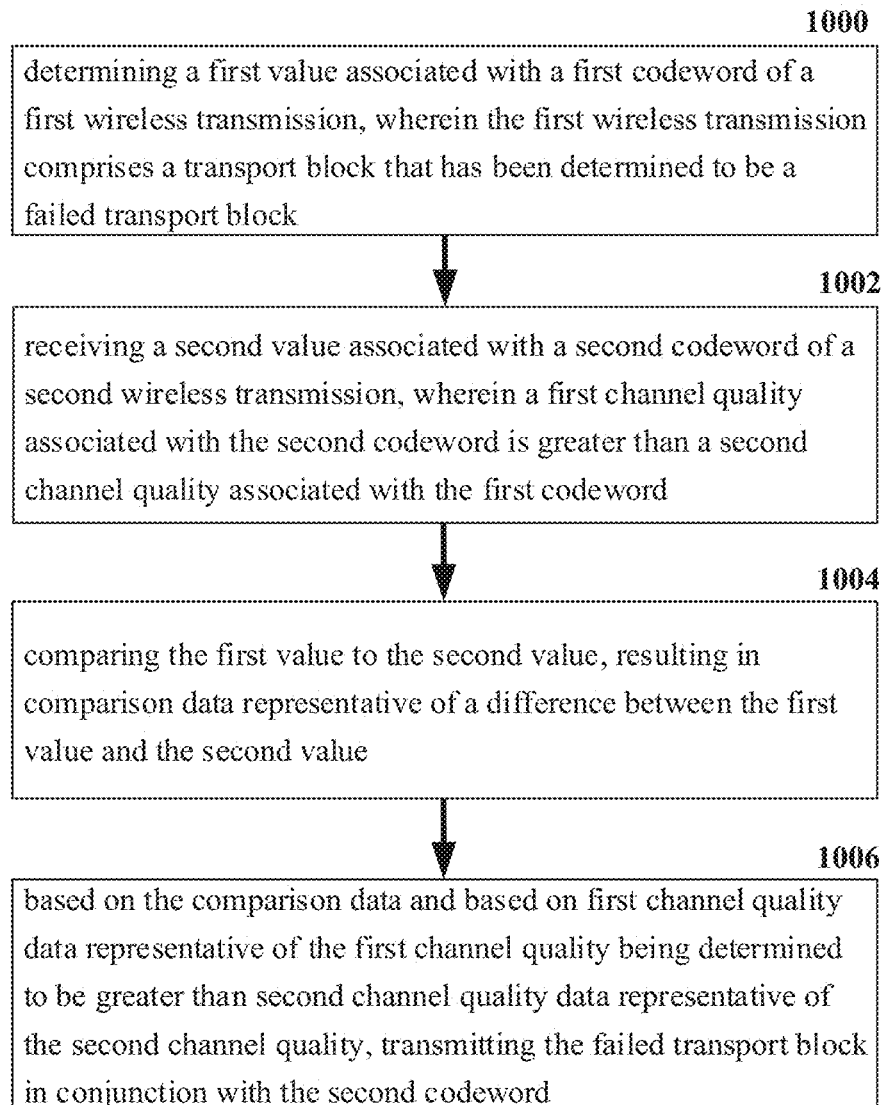 1000
determining a first value associated with a first codeword of a
first wireless transmission, wherein the first wireless transmission
comprises a transport block that has been determined to be a
failed transport block
1002
receiving a second value associated with a second codeword of a
second wireless transmission, wherein a first channel quality
associated with the second codeword is greater than a second
channel quality associated with the first codeword
1004
comparing the first value to the second value, resulting in
comparison data representative of a difference between the first
value and the second value
1006
based on the comparison data and based on first channel quality
data representative of the first channel quality being determined
to be greater than second channel quality data representative of
the second channel quality, transmitting the failed transport block
in conjunction with the second codeword